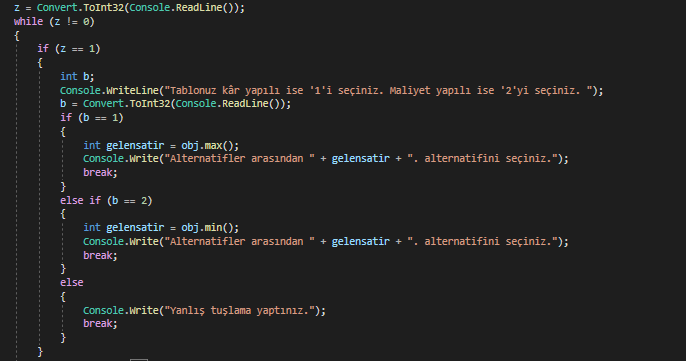 z = Convert.ToInt32(Console.ReadLine());
while (z != 0)
{
if (z == 1)
{
int b;
Console.WriteLine("Tablonuz kâr yapılı ise '1'i seçiniz. Maliyet yapılı ise '2'yi seçiniz. ");
b = Convert.ToInt32(Console.ReadLine());
if (b == 1)
{
int gelensatir = obj.max();
Console.Write("Alternatifler arasından " + gelensatir + ". alternatifini seçiniz.");
break;
}
else if (b == 2)
{
int gelensatir = obj.min();
Console.Write("Alternatifler arasından " + gelensatir + ". alternatifini seçiniz.");
break;
}
else
{
Console.Write("Yanlış tuşlama yaptınız.");
break;
}
}